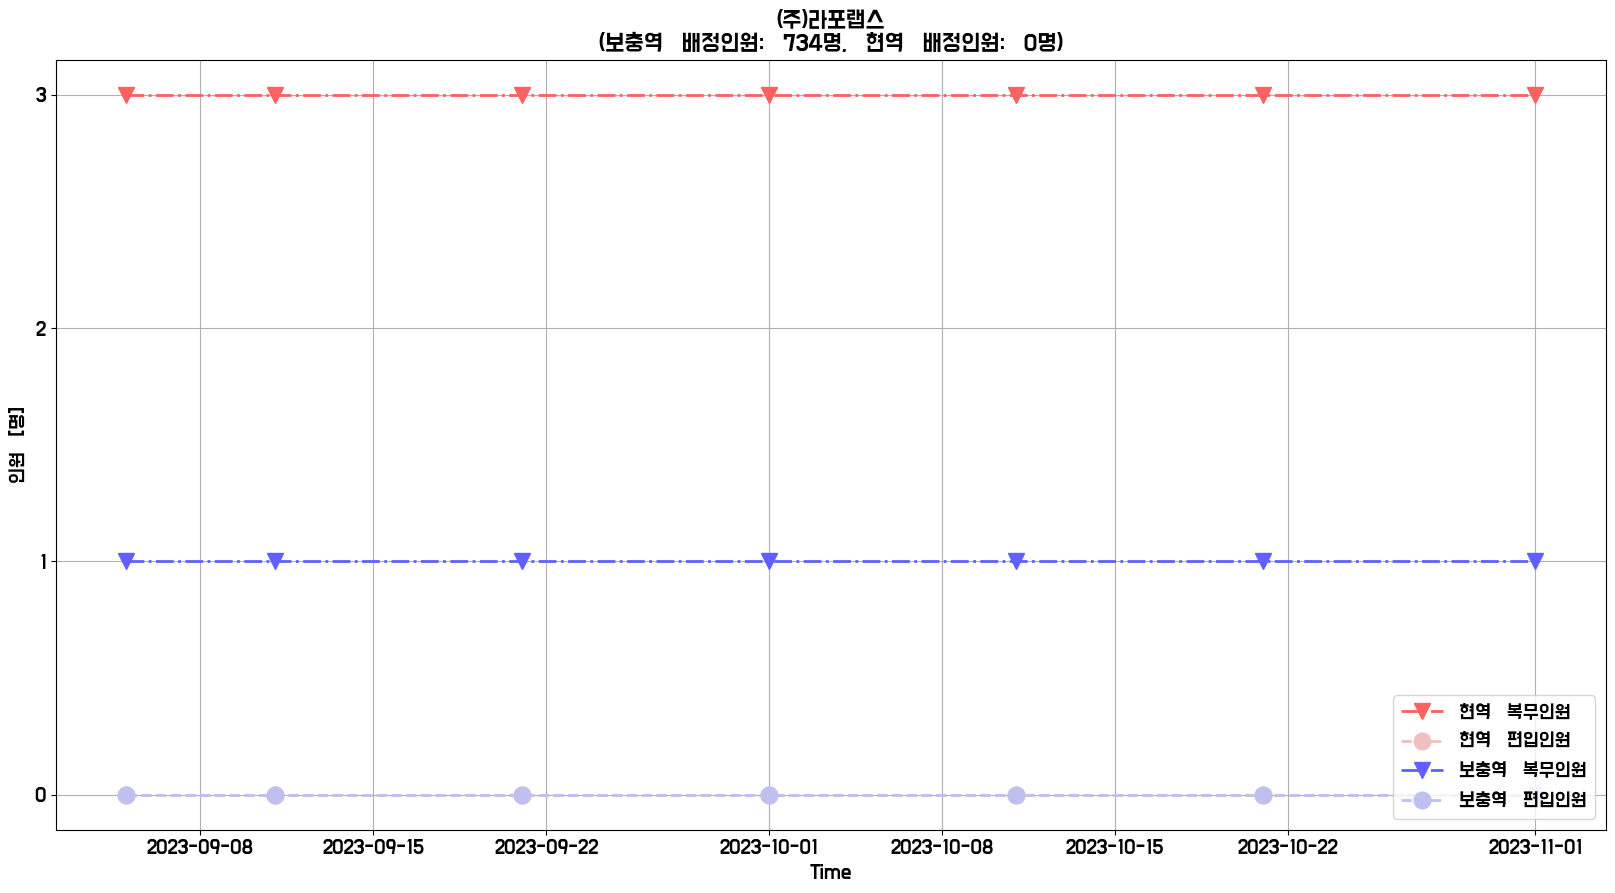 (주)라포랩스
(보충역 배정인원: 734명, 현역 배정인원: 0명)
3
2
1
0
인원 [명]
현역 복무인원
현역 편입인원
보충역 복무인원
보충역 편입인원
2023-09-08 2023-09-15 2023-09-22 2023-10-01 2023-10-08 2023-10-15 2023-10-22 2023-11-01
Time